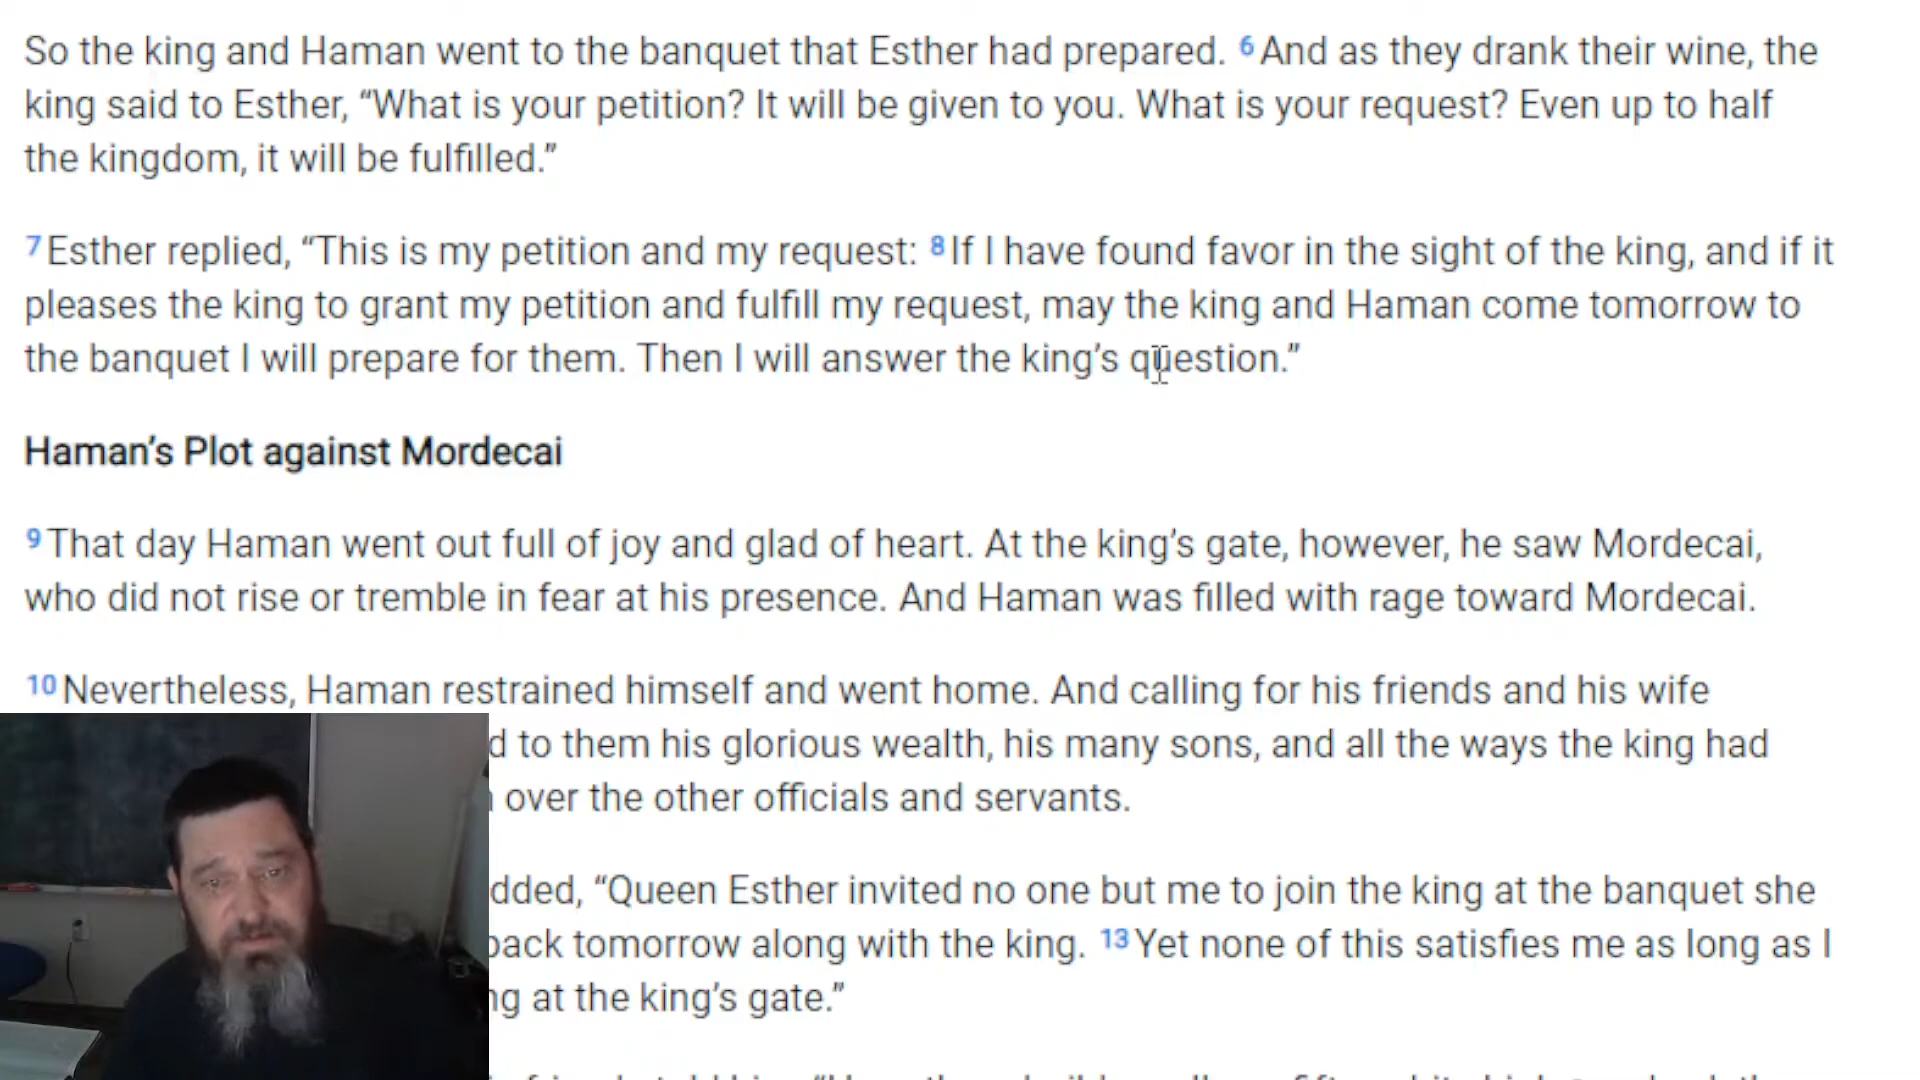 So the king and Haman went to the banquet that Esther had prepared. 6 And as they drank their wine, the
king said to Esther, “What is your petition? It will be given to you. What is your request? Even up to half
the kingdom, it will be fulfilled.”
7 Esther replied, “This is my petition and my request: 8 If I have found favor in the sight of the king, and if it
pleases the king to grant my petition and fulfill my request, may the king and Haman come tomorrow to
the banquet I will prepare for them. Then I will answer the king’s question.”
Haman’s Plot against Mordecai
9 That day Haman went out full of joy and glad of heart. At the king’s gate, however, he saw Mordecai,
who did not rise or tremble in fear at his presence. And Haman was filled with rage toward Mordecai.
10 Nevertheless, Haman restrained himself and went home. And calling for his friends and his wife
d to them his glorious wealth, his many sons, and all the ways the king had
over the other officials and servants.
dded, “Queen Esther invited no one but me to join the king at the banquet she
back tomorrow along with the king. 13 Yet none of this satisfies me as long as I
ng at the king’s gate.”